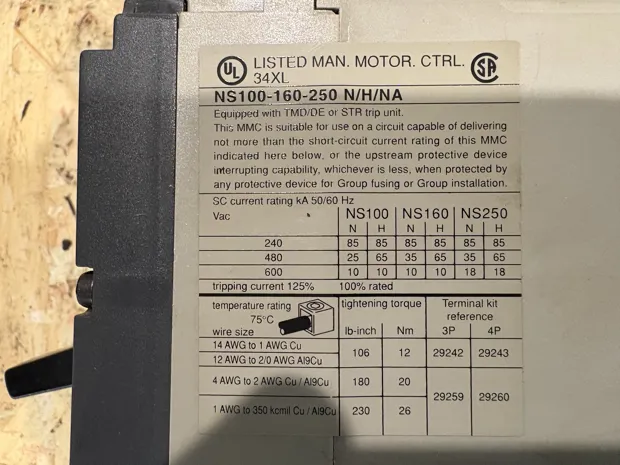 UL LISTED MAN. MOTOR. CTRL. SA
34XL
NS100-160-250 N/H/NA
Equipped with TMD/DE or STR trip unit.
This MMC is suitable for use on a circuit capable of delivering
not more than the short-circuit current rating of this MMC
indicated here below, or the upstream protective device
interrupting capability, whichever is less, when protected by
any protective device for Group fusing or Group installation.
SC current rating kA 50/60 Hz
Vac NS100 NS160 NS250
N H N H N H
240 85 85 85 85 85 85
480 25 65 35 65 35 65
600 10 10 10 10 18 18
tripping current 125% 100% rated
temperature rating tightening torque Terminal kit
75°C reference
wire size lb-inch Nm 3P 4P
14 AWG to 1 AWG Cu 106 12 29242 29243
12 AWG to 2/0 AWG Al9Cu
4 AWG to 2 AWG Cu / Al9Cu 180 20 29259 29260
1 AWG to 350 kcmil Cu / Al9Cu 230 26